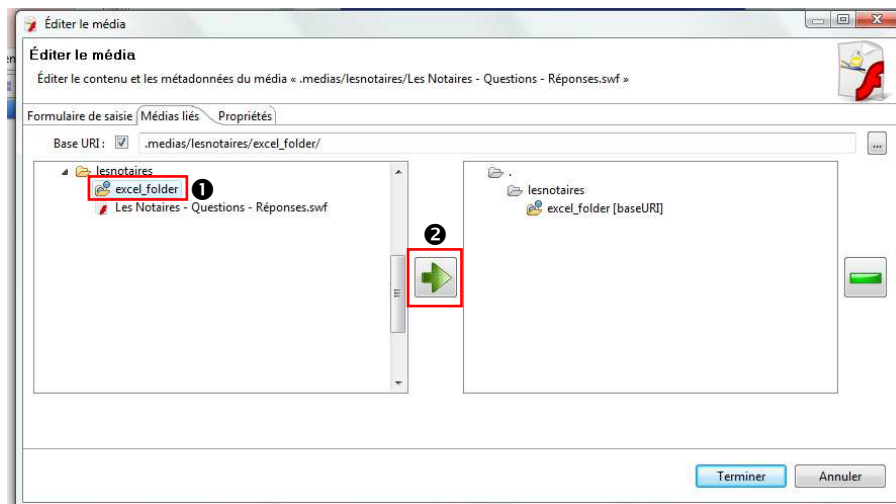 Éditer le média
Éditer le média
Éditer le contenu et les métadonnées du média « .medias/lesnotaires/Les Notaires - Questions - Réponses.swf »
Formulaire de saisie Médias liés Propriétés
Base URI : .medias/lesnotaires/excel_folder/ ...
lesnotaires
excel_folder ❶
Les Notaires - Questions - Réponses.swf
❷
.
lesnotaires
excel_folder [baseURI]
Terminer Annuler